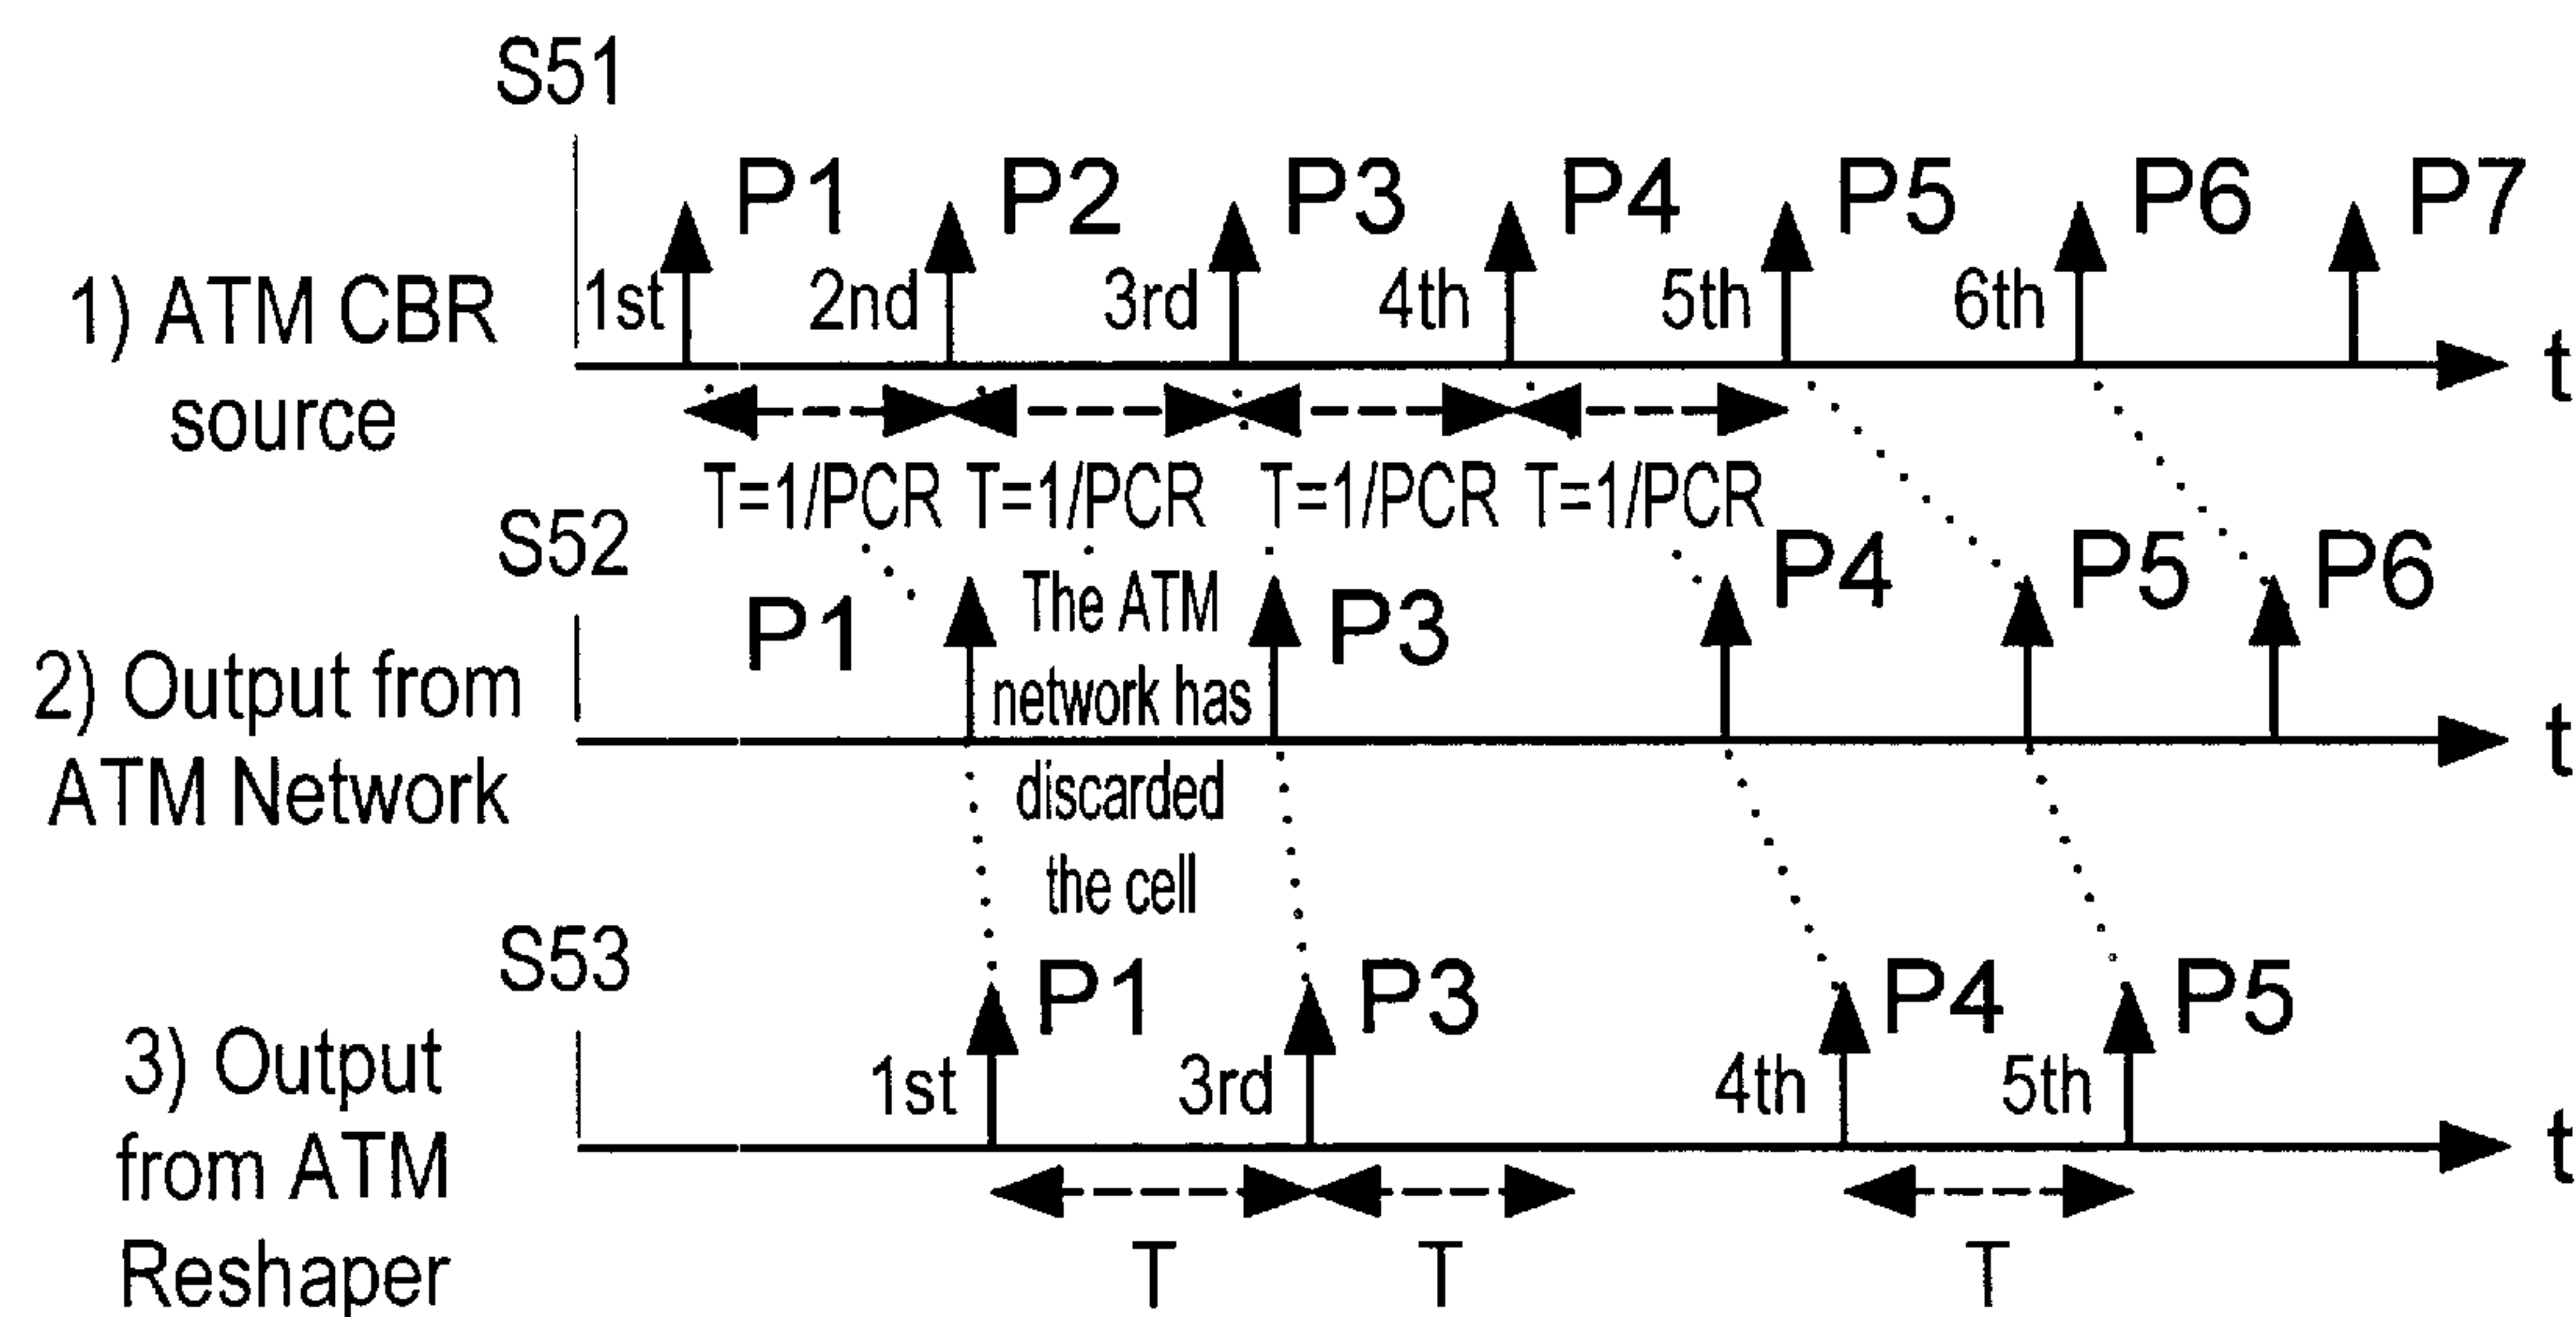 S51
P1 P2 P3 P4 P5 P6 P7
1st 2nd 3rd 4th 5th 6th
1) ATM CBR
source
t
T=1/PCR T=1/PCR T=1/PCR T=1/PCR
S52
P1 P3 P4 P5 P6
The ATM
network has
discarded
the cell
2) Output from
ATM Network
t
S53
P1 P3 P4 P5
1st 3rd 4th 5th
3) Output
from ATM
Reshaper
t
T T T